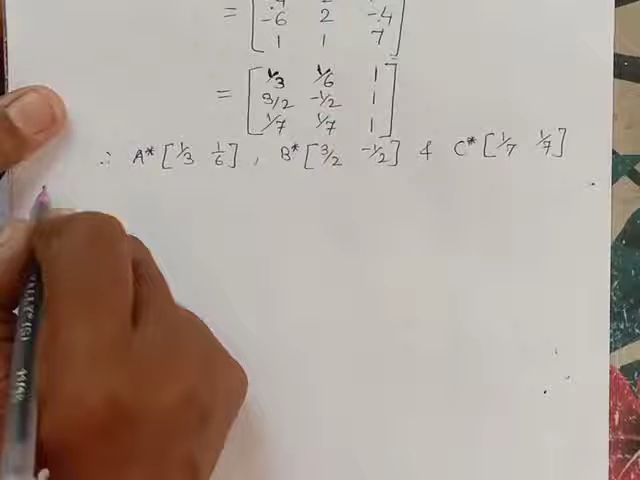 = [ -6 2 -4
1 1 7 ]
= [ 1/3 1/6 1
3/2 -1/2 1
1/7 1/7 1 ]
∴ A* [1/3 1/6] , B* [3/2 -1/2] & C* [1/7 1/7]